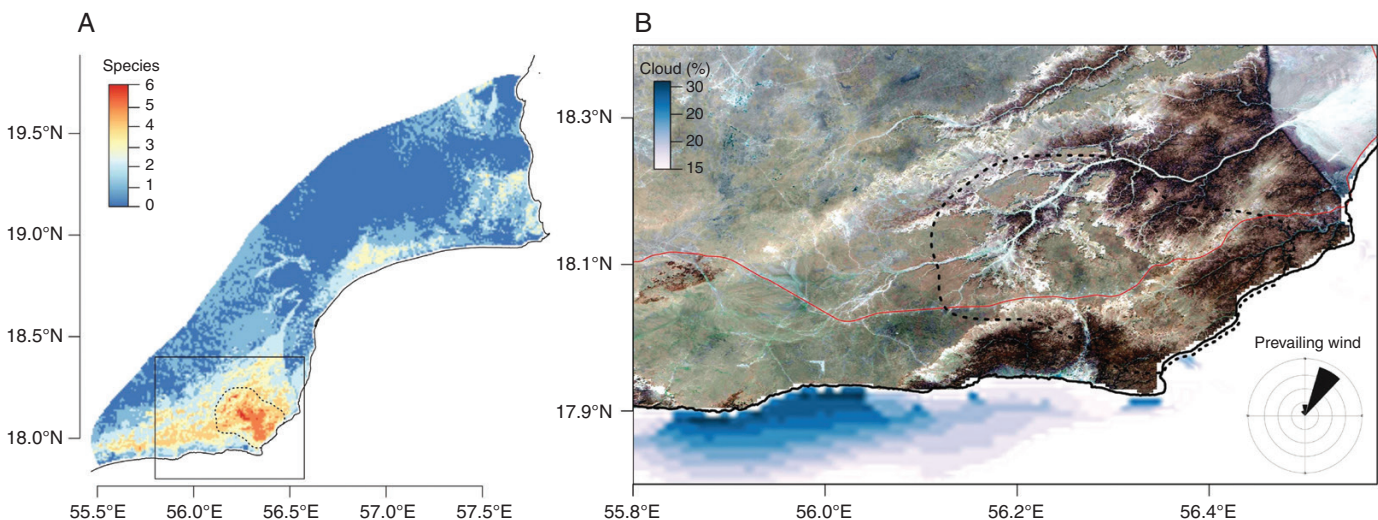 A
Species
6
5
4
3
2
1
0
19.5°N
19.0°N
18.5°N
18.0°N
55.5°E 56.0°E 56.5°E 57.0°E 57.5°E
B
Cloud (%)
30
20
20
15
18.3°N
18.1°N
17.9°N
Prevailing wind
55.8°E 56.0°E 56.2°E 56.4°E